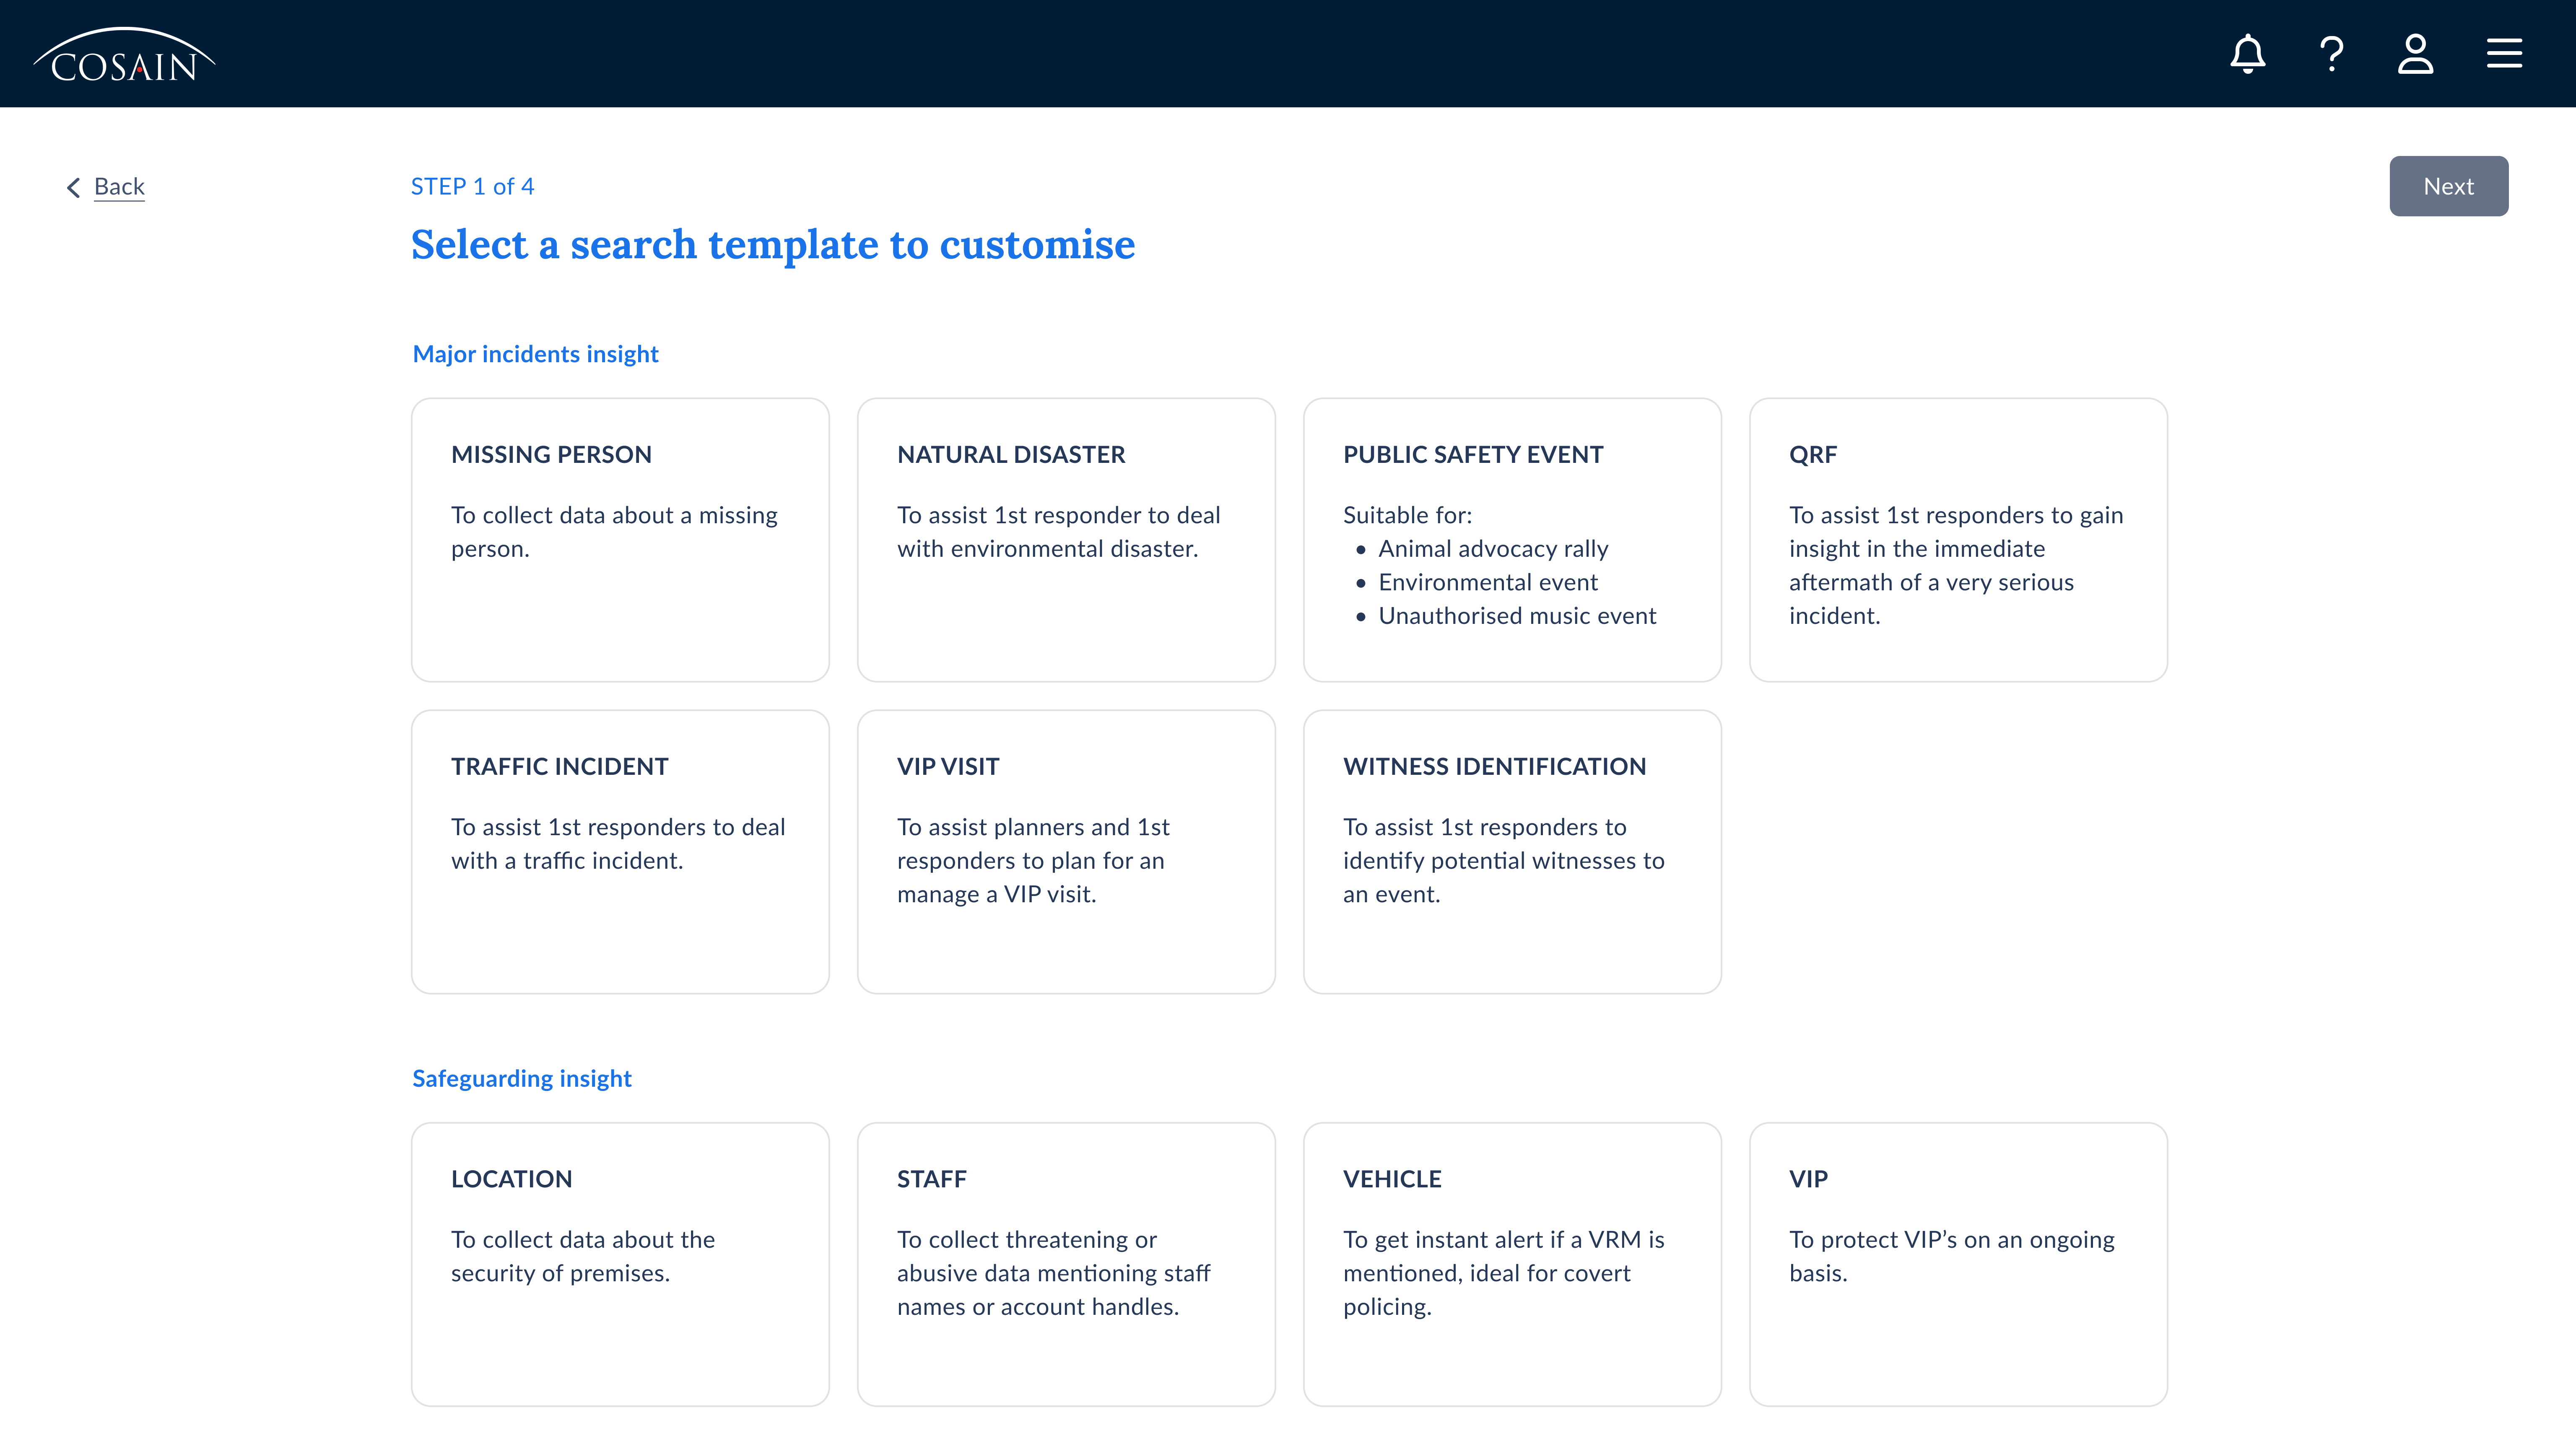 COSAIN
Back
STEP 1 of 4
Next
Select a search template to customise
Major incidents insight
MISSING PERSON
To collect data about a missing
person.
NATURAL DISASTER
To assist 1st responder to deal
with environmental disaster.
PUBLIC SAFETY EVENT
Suitable for:
• Animal advocacy rally
• Environmental event
• Unauthorised music event
QRF
To assist 1st responders to gain
insight in the immediate
aftermath of a very serious
incident.
TRAFFIC INCIDENT
To assist 1st responders to deal
with a traffic incident.
VIP VISIT
To assist planners and 1st
responders to plan for an
manage a VIP visit.
WITNESS IDENTIFICATION
To assist 1st responders to
identify potential witnesses to
an event.
Safeguarding insight
LOCATION
To collect data about the
security of premises.
STAFF
To collect threatening or
abusive data mentioning staff
names or account handles.
VEHICLE
To get instant alert if a VRM is
mentioned, ideal for covert
policing.
VIP
To protect VIP’s on an ongoing
basis.